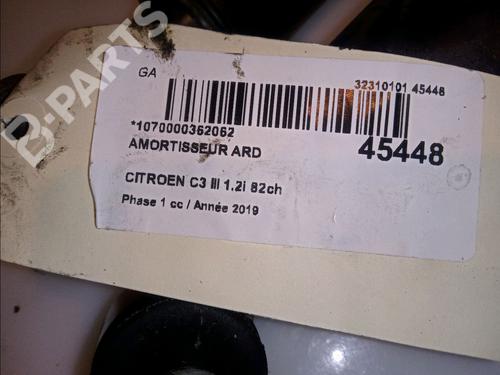 B-PARTS
GA
32310101 45448
*1070000362062
AMORTISSEUR ARD
45448
CITROEN C3 III 1.2i 82ch
Phase 1 cc / Année 2019